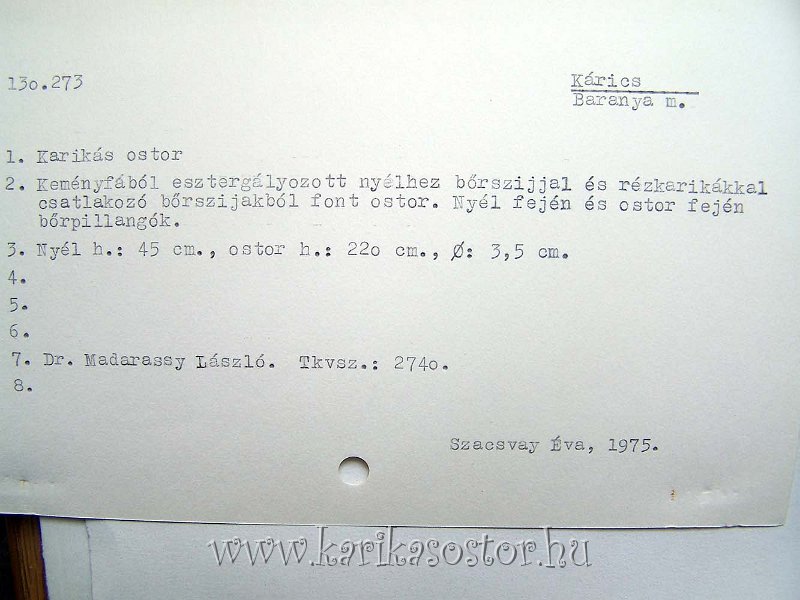 13o.273
Kárics
Baranya m.
1. Karikás ostor
2. Keményfából esztergályozott nyélhez bőrszijjal és rézkarikákkal
csatlakozó bőrszijakból font ostor. Nyél fején és ostor fején
bőrpillangók.
3. Nyél h.: 45 cm., ostor h.: 22o cm., Ø: 3,5 cm.
4.
5.
6.
7. Dr. Madarassy László. Tkvsz.: 274o.
8.
Szacsvay Éva, 1975.
www.karikasostor.hu